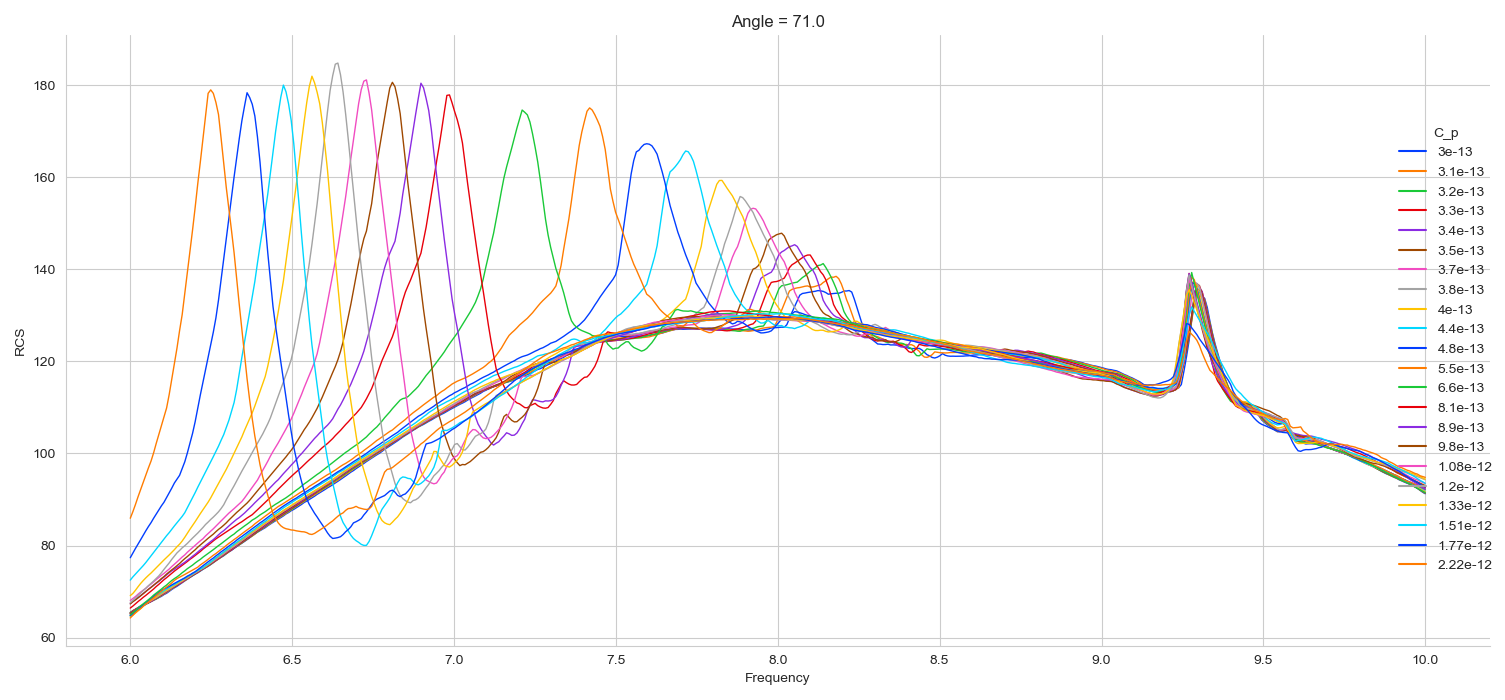 Angle = 71.0
RCS
180
160
140
120
100
80
60
6.0
6.5
7.0
7.5
8.0
8.5
9.0
9.5
10.0
Frequency
C_p
3e-13
3.1e-13
3.2e-13
3.3e-13
3.4e-13
3.5e-13
3.7e-13
3.8e-13
4e-13
4.4e-13
4.8e-13
5.5e-13
6.6e-13
8.1e-13
8.9e-13
9.8e-13
1.08e-12
1.2e-12
1.33e-12
1.51e-12
1.77e-12
2.22e-12